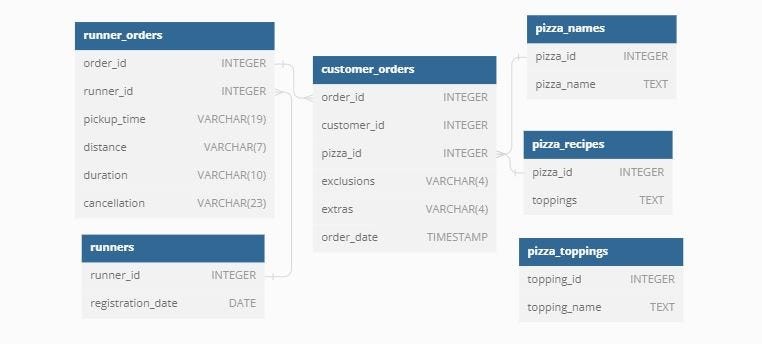 runner_orders
order_id INTEGER
runner_id INTEGER
pickup_time VARCHAR(19)
distance VARCHAR(7)
duration VARCHAR(10)
cancellation VARCHAR(23)
runners
runner_id INTEGER
registration_date DATE
customer_orders
order_id INTEGER
customer_id INTEGER
pizza_id INTEGER
exclusions VARCHAR(4)
extras VARCHAR(4)
order_date TIMESTAMP
pizza_names
pizza_id INTEGER
pizza_name TEXT
pizza_recipes
pizza_id INTEGER
toppings TEXT
pizza_toppings
topping_id INTEGER
topping_name TEXT